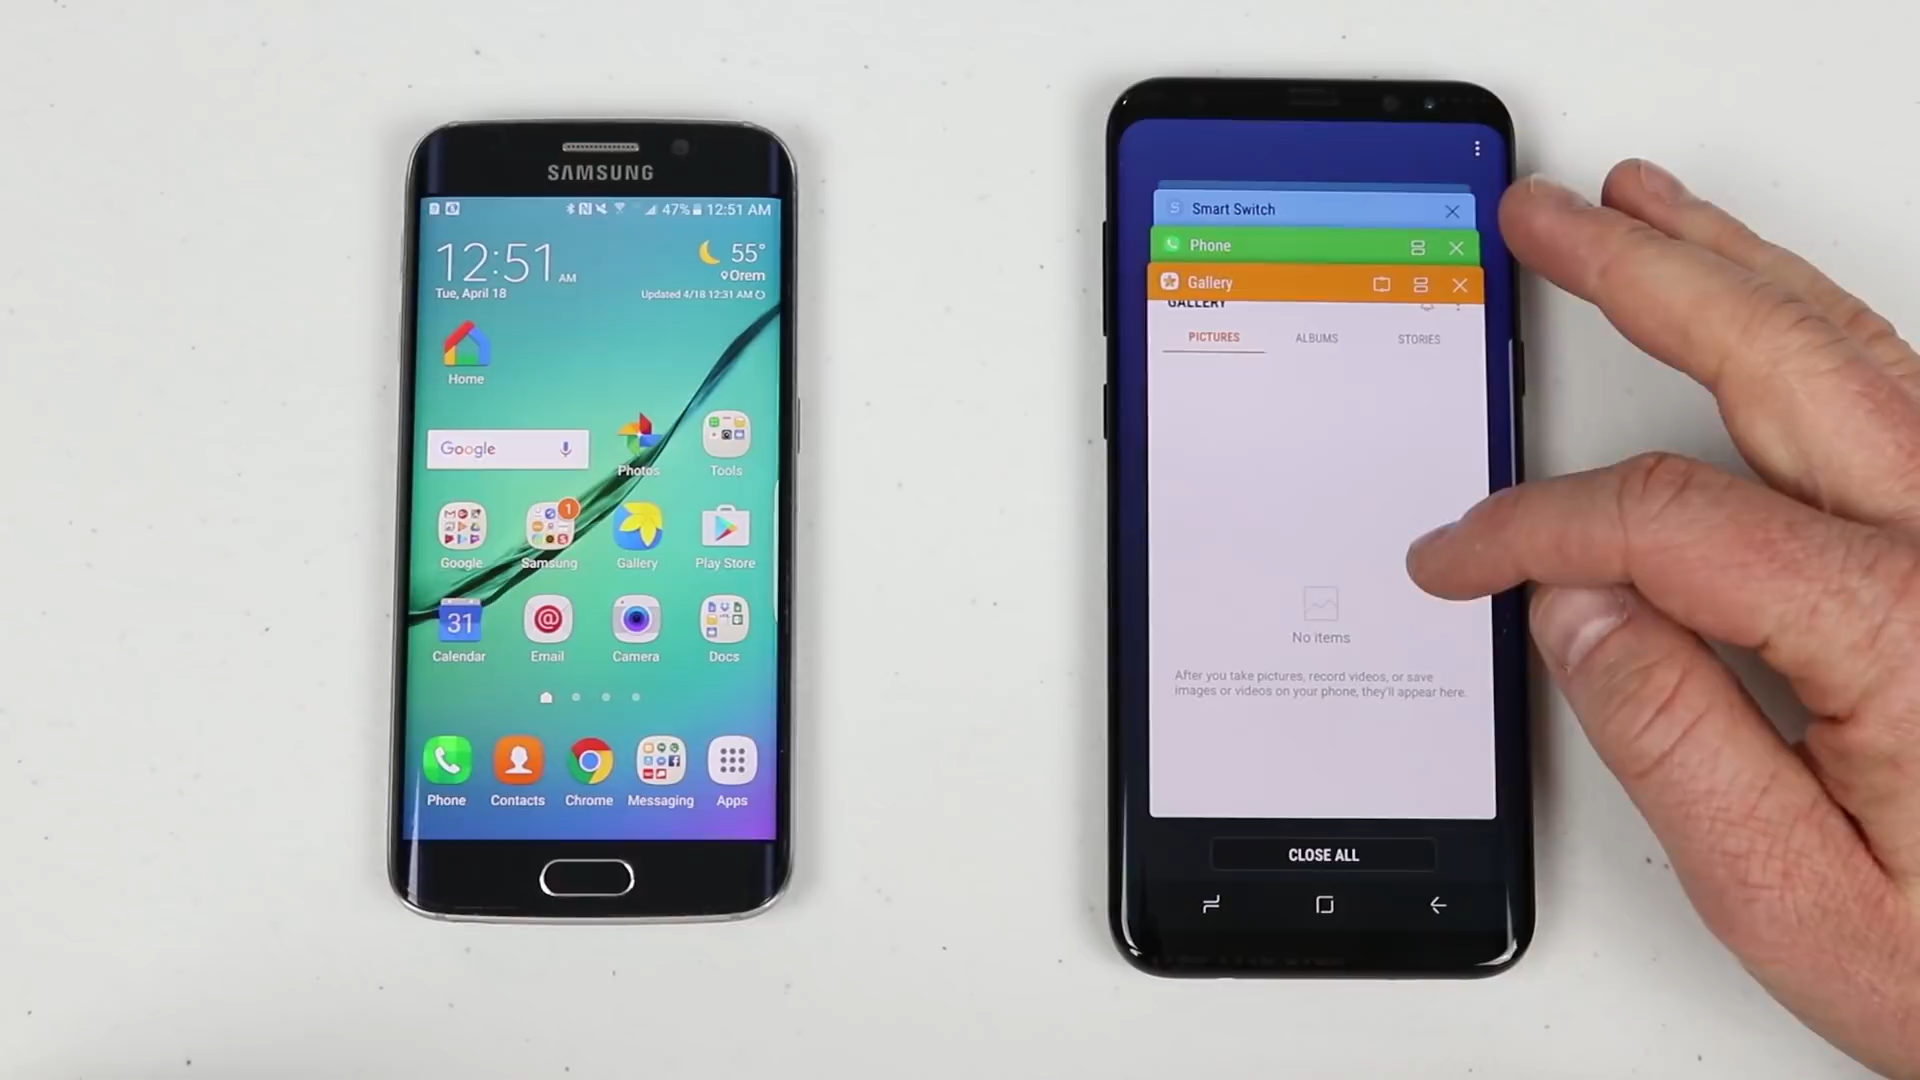 SAMSUNG
47% 12:51 AM
12:51 AM
Tue, April 18
55°
Orem
Updated 4/18 12:31 AM
Home
Google
Photos
Tools
1
Google
Samsung
Gallery
Play Store
31
Calendar
Email
Camera
Docs
Phone
Contacts
Chrome
Messaging
Apps
S Smart Switch
Phone
Gallery
GALLERY
PICTURES
ALBUMS
STORIES
No items
After you take pictures, record videos, or save
images or videos on your phone, they'll appear here.
CLOSE ALL